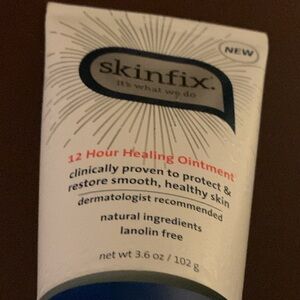 NEW
skinfix.
it's what we do
12 Hour Healing Ointment
clinically proven to protect &
restore smooth, healthy skin
dermatologist recommended
natural ingredients
lanolin free
net wt 3.6 oz / 102 g